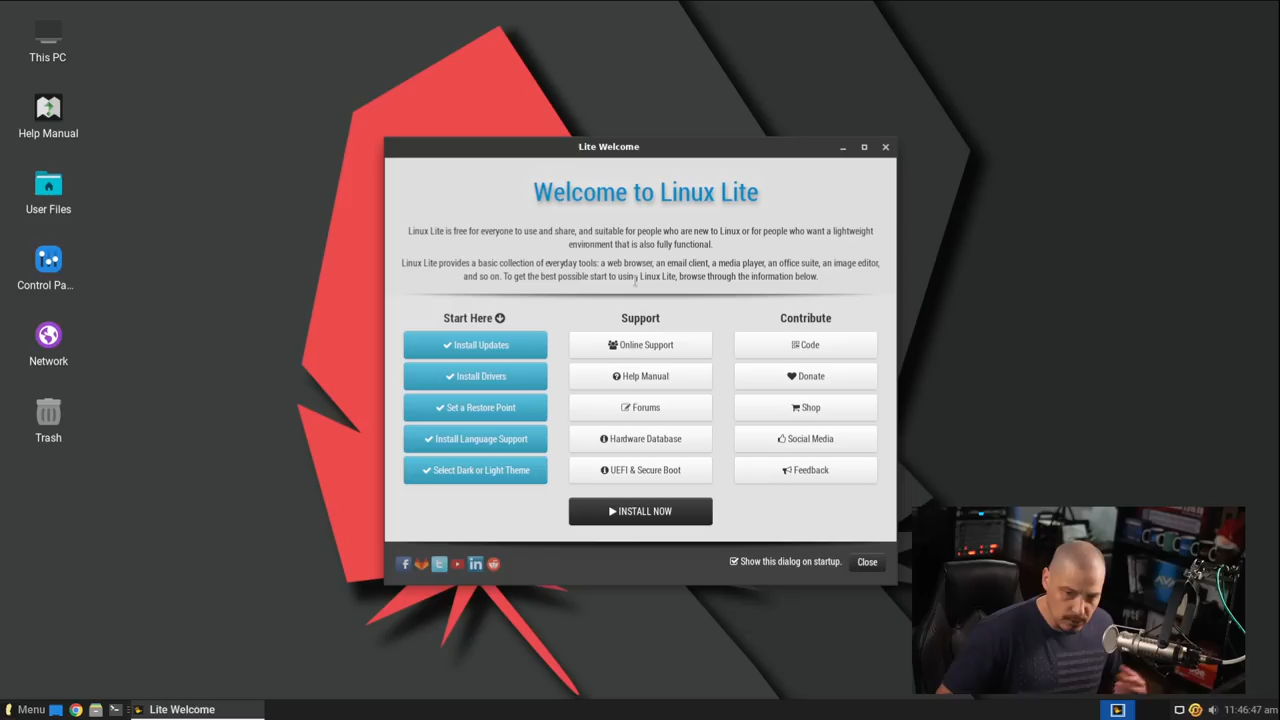 This PC
Help Manual
User Files
Control Pa...
Network
Trash
Lite Welcome
Welcome to Linux Lite
Linux Lite is free for everyone to use and share, and suitable for people who are new to Linux or for people who want a lightweight
environment that is also fully functional.
Linux Lite provides a basic collection of everyday tools: a web browser, an email client, a media player, an office suite, an image editor,
and so on. To get the best possible start to using Linux Lite, browse through the information below.
Start Here
Install Updates
Install Drivers
Set a Restore Point
Install Language Support
Select Dark or Light Theme
Support
Online Support
Help Manual
Forums
Hardware Database
UEFI & Secure Boot
Contribute
Code
Donate
Shop
Social Media
Feedback
INSTALL NOW
Show this dialog on startup.
Close
Menu
Lite Welcome
11:46:47 am